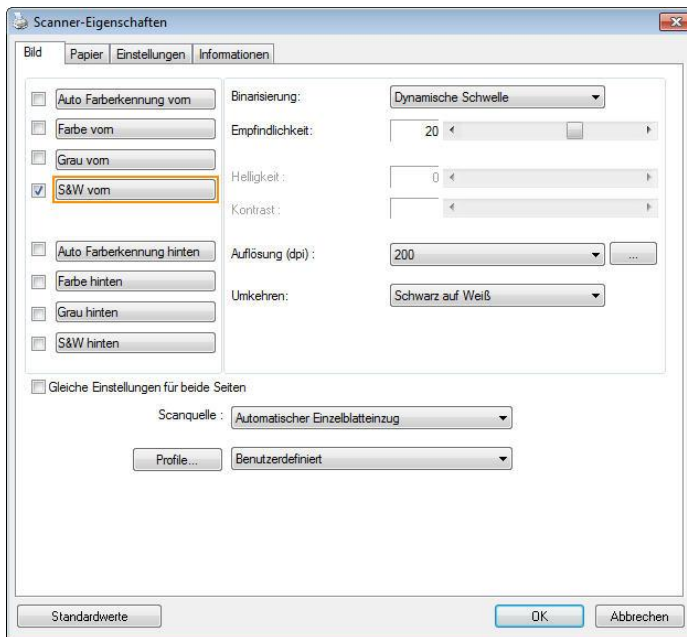 Scanner-Eigenschaften
Bild Papier Einstellungen Informationen
Auto Farberkennung vorn
Farbe vorn
Grau vorn
S&W vorn
Auto Farberkennung hinten
Farbe hinten
Grau hinten
S&W hinten
Binarisierung: Dynamische Schwelle
Empfindlichkeit: 20
Helligkeit : 0
Kontrast :
Auflösung (dpi) : 200 ...
Umkehren: Schwarz auf Weiß
Gleiche Einstellungen für beide Seiten
Scanquelle : Automatischer Einzelblatteinzug
Profile... Benutzerdefiniert
Standardwerte OK Abbrechen